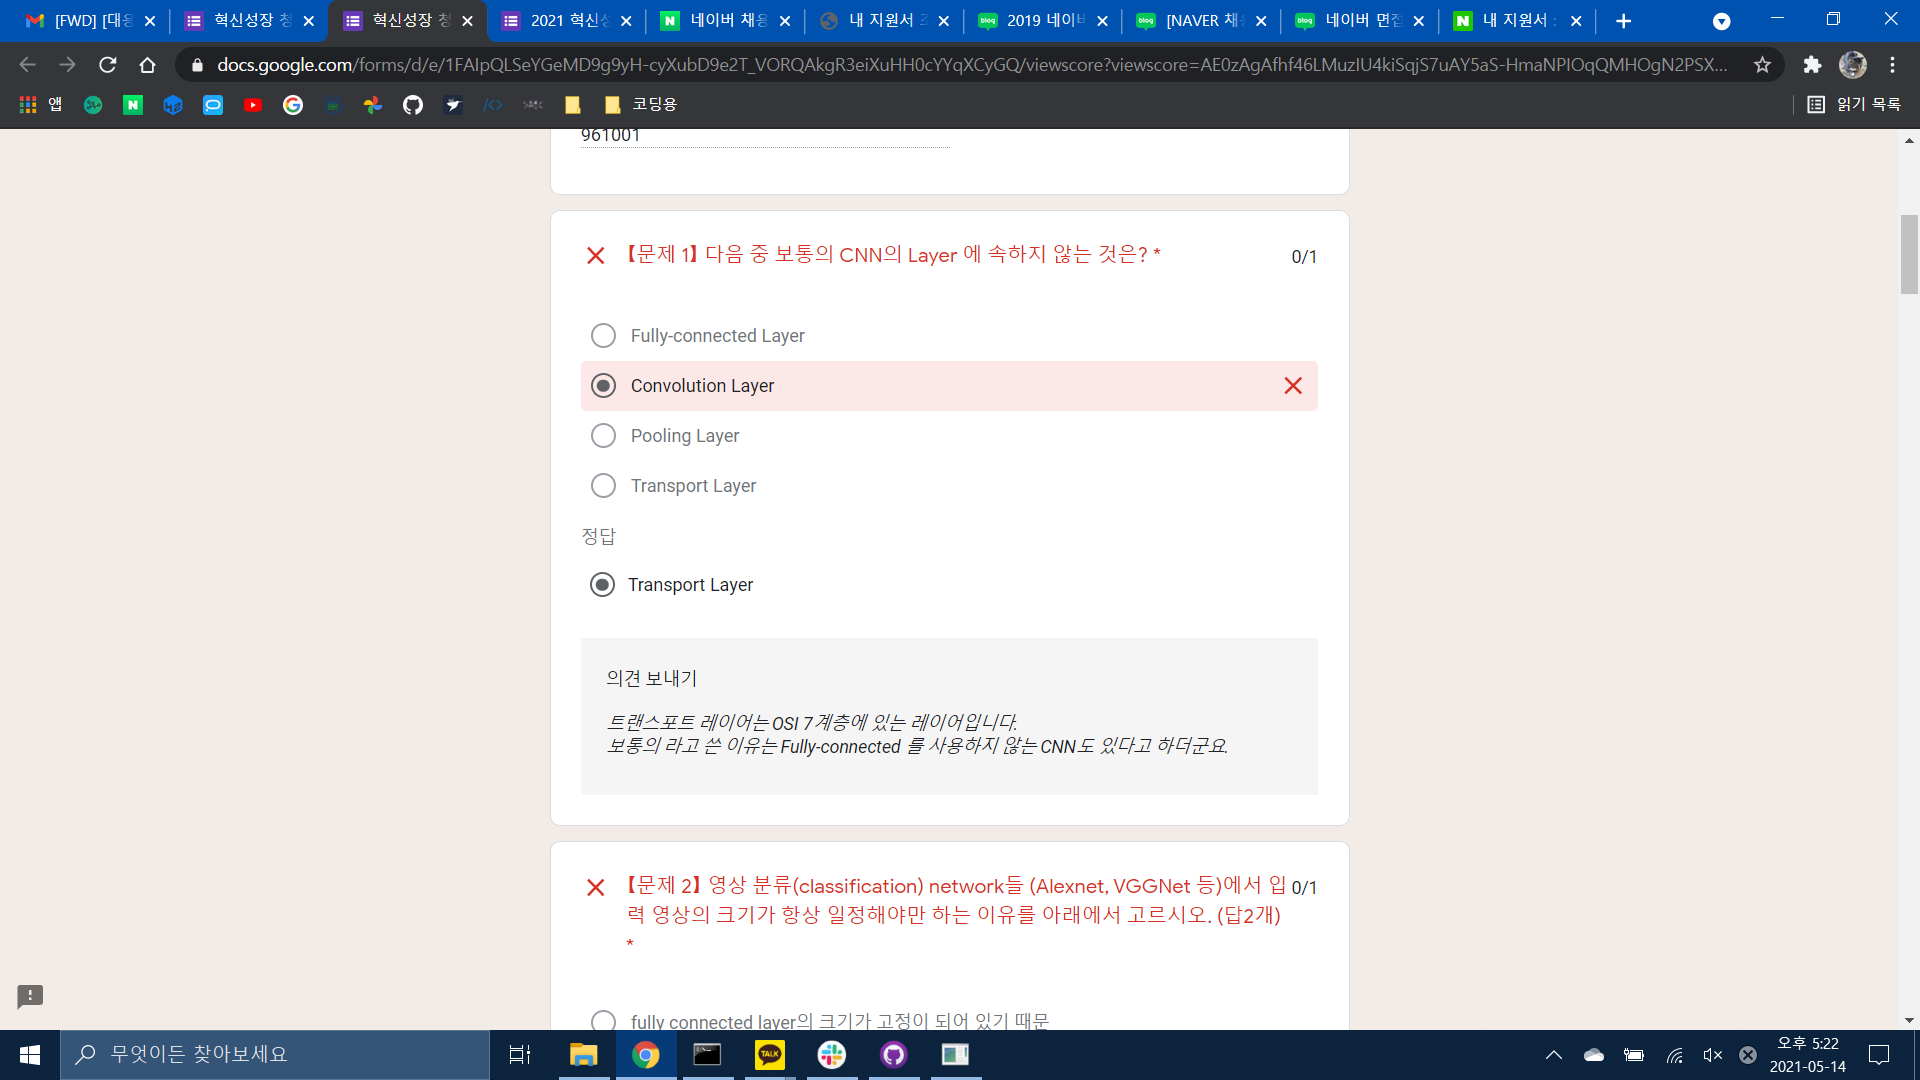 [FWD] [대응
혁신성장 청
혁신성장 청
2021 혁신성
네이버 채용
내 지원서 조
2019 네이버
[NAVER 채용
네이버 면접
내 지원서 :
docs.google.com/forms/d/e/1FAIpQLSeYGeMD9g9yH-cyXubD9e2T_VORQAkgR3eiXuHH0cYYqXCyGQ/viewscore?viewscore=AE0zAgAfhf46LMuzIU4kiSqjS7uAY5aS-HmaNPIOqQMHOgN2PSX...
앱
코딩용
읽기 목록
961001
【문제 1】 다음 중 보통의 CNN의 Layer 에 속하지 않는 것은? *
0/1
Fully-connected Layer
Convolution Layer
Pooling Layer
Transport Layer
정답
Transport Layer
의견 보내기
트랜스포트 레이어는 OSI 7 계층에 있는 레이어입니다.
보통의 라고 쓴 이유는 Fully-connected 를 사용하지 않는 CNN도 있다고 하더군요.
【문제 2】 영상 분류(classification) network들 (Alexnet, VGGNet 등)에서 입
0/1
력 영상의 크기가 항상 일정해야만 하는 이유를 아래에서 고르시오. (답2개)
*
fully connected layer의 크기가 고정이 되어 있기 때문
무엇이든 찾아보세요
TALK
오후 5:22
2021-05-14